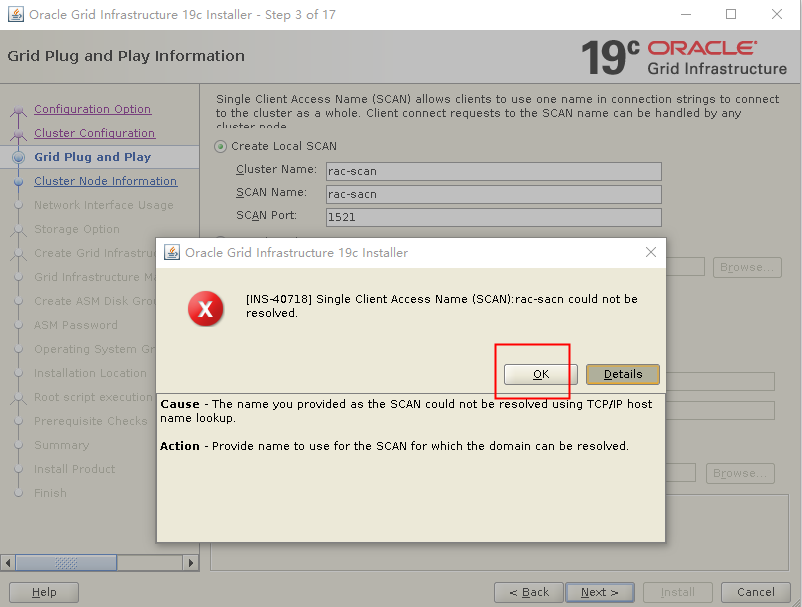 Oracle Grid Infrastructure 19c Installer - Step 3 of 17
Grid Plug and Play Information
19c ORACLE
Grid Infrastructure
Configuration Option
Cluster Configuration
Grid Plug and Play
Cluster Node Information
Network Interface Usage
Storage Option
Create Grid Infrastru
Grid Infrastructure M
Create ASM Disk Gro
ASM Password
Operating System Gr
Installation Location
Root script execution
Prerequisite Checks
Summary
Install Product
Finish
Single Client Access Name (SCAN) allows clients to use one name in connection strings to connect
to the cluster as a whole. Client connect requests to the SCAN name can be handled by any
cluster node.
Create Local SCAN
Cluster Name: rac-scan
SCAN Name: rac-sacn
SCAN Port: 1521
Browse...
Oracle Grid Infrastructure 19c Installer
[INS-40718] Single Client Access Name (SCAN):rac-sacn could not be
resolved.
OK
Details
Cause - The name you provided as the SCAN could not be resolved using TCP/IP host
name lookup.
Action - Provide name to use for the SCAN for which the domain can be resolved.
Browse...
Help
< Back
Next >
Install
Cancel